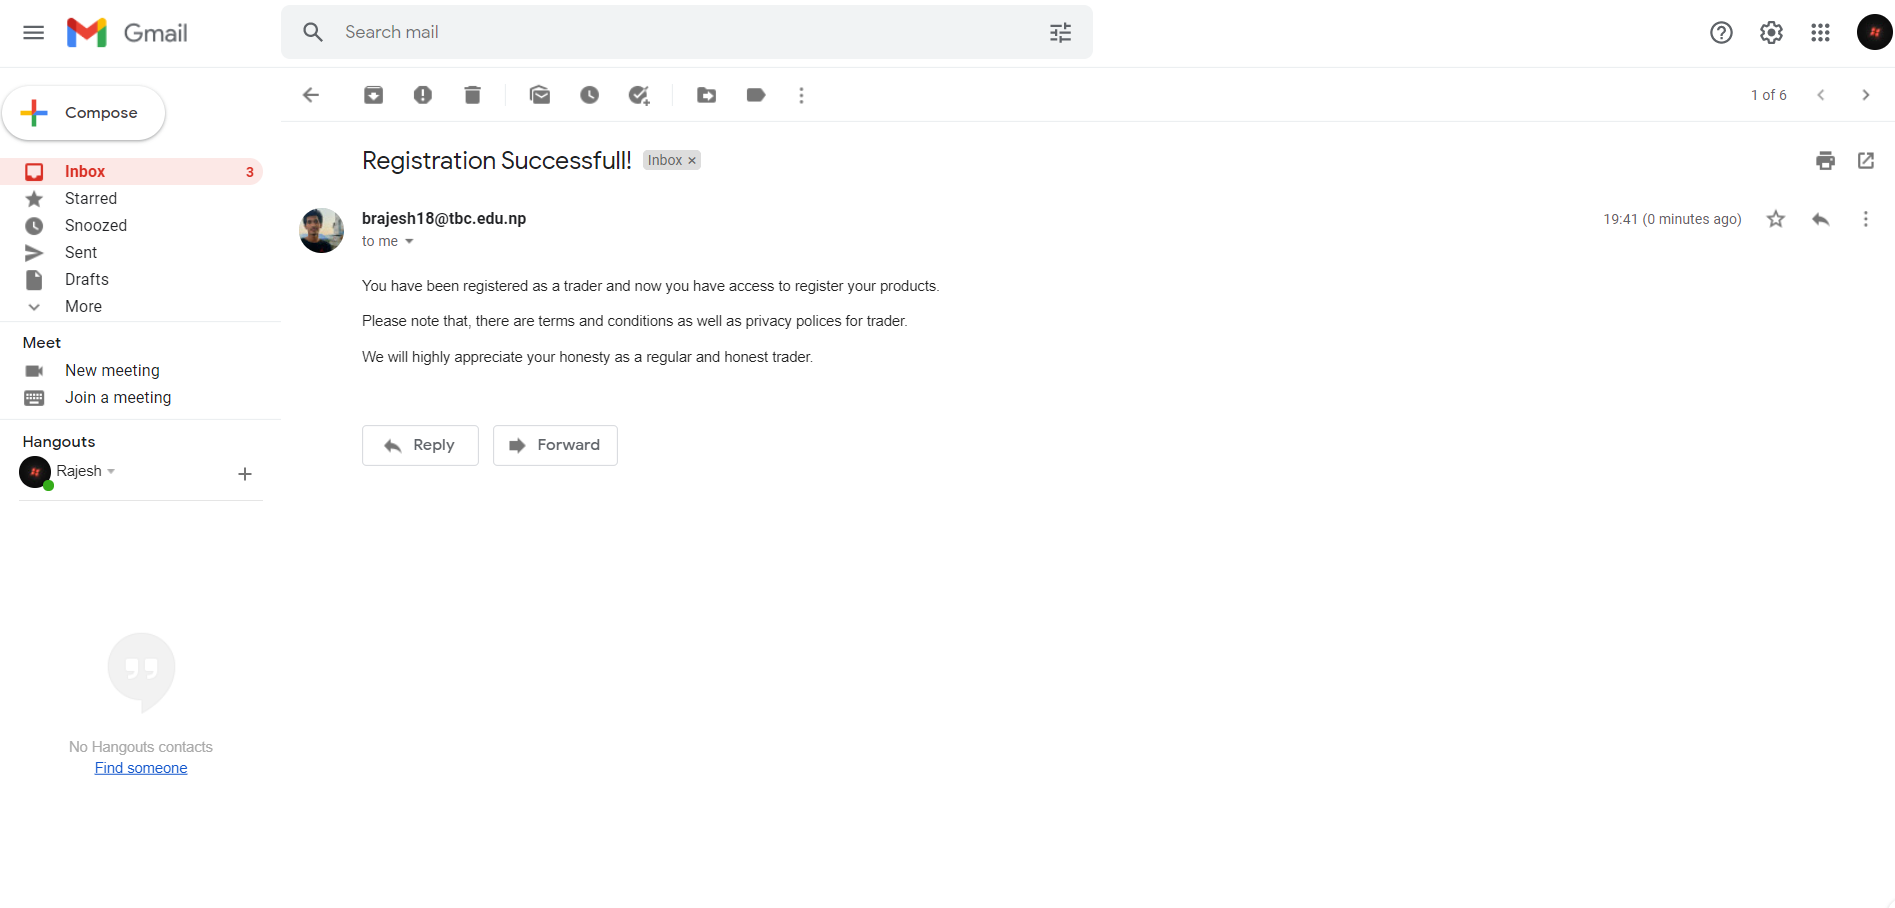 Gmail
Search mail
Compose
1 of 6
Inbox 3
Starred
Snoozed
Sent
Drafts
More
Meet
New meeting
Join a meeting
Hangouts
Rajesh
No Hangouts contacts
Find someone
Registration Successfull! Inbox ×
brajesh18@tbc.edu.np 19:41 (0 minutes ago)
to me
You have been registered as a trader and now you have access to register your products.
Please note that, there are terms and conditions as well as privacy polices for trader.
We will highly appreciate your honesty as a regular and honest trader.
Reply Forward